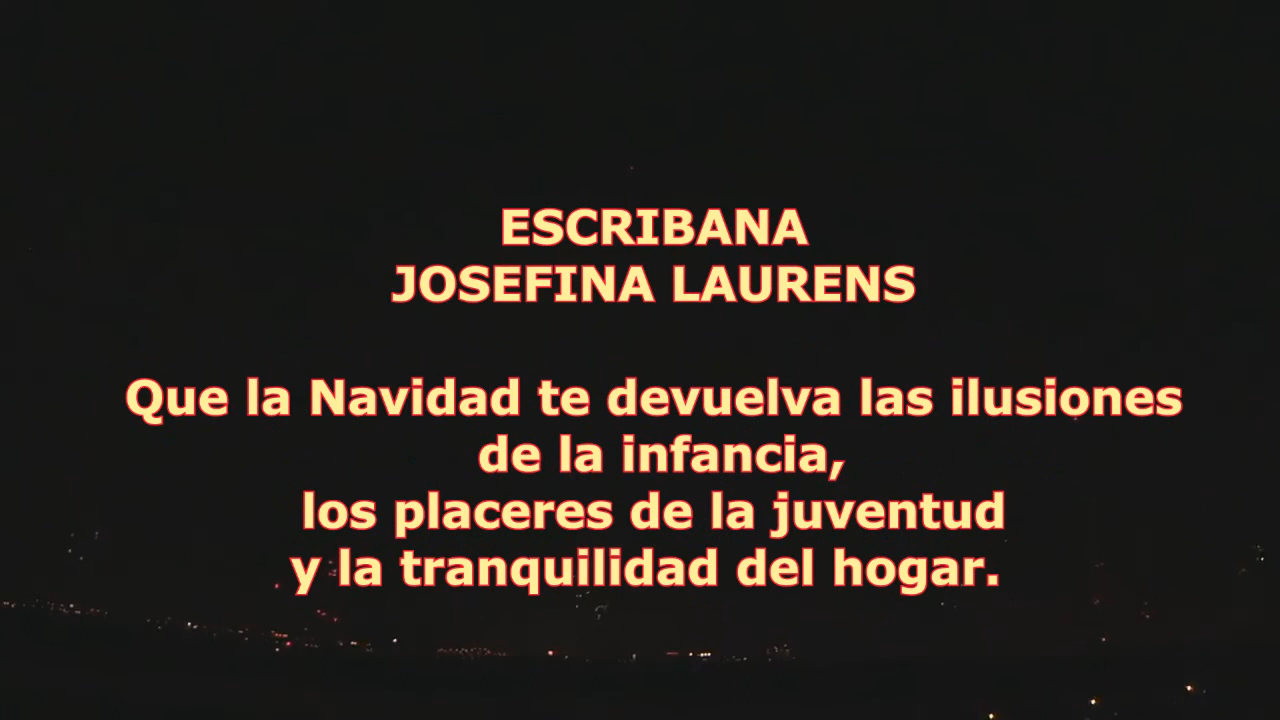 ESCRIBANA
JOSEFINA LAURENS
Que la Navidad te devuelva las ilusiones
de la infancia,
los placeres de la juventud
y la tranquilidad del hogar.